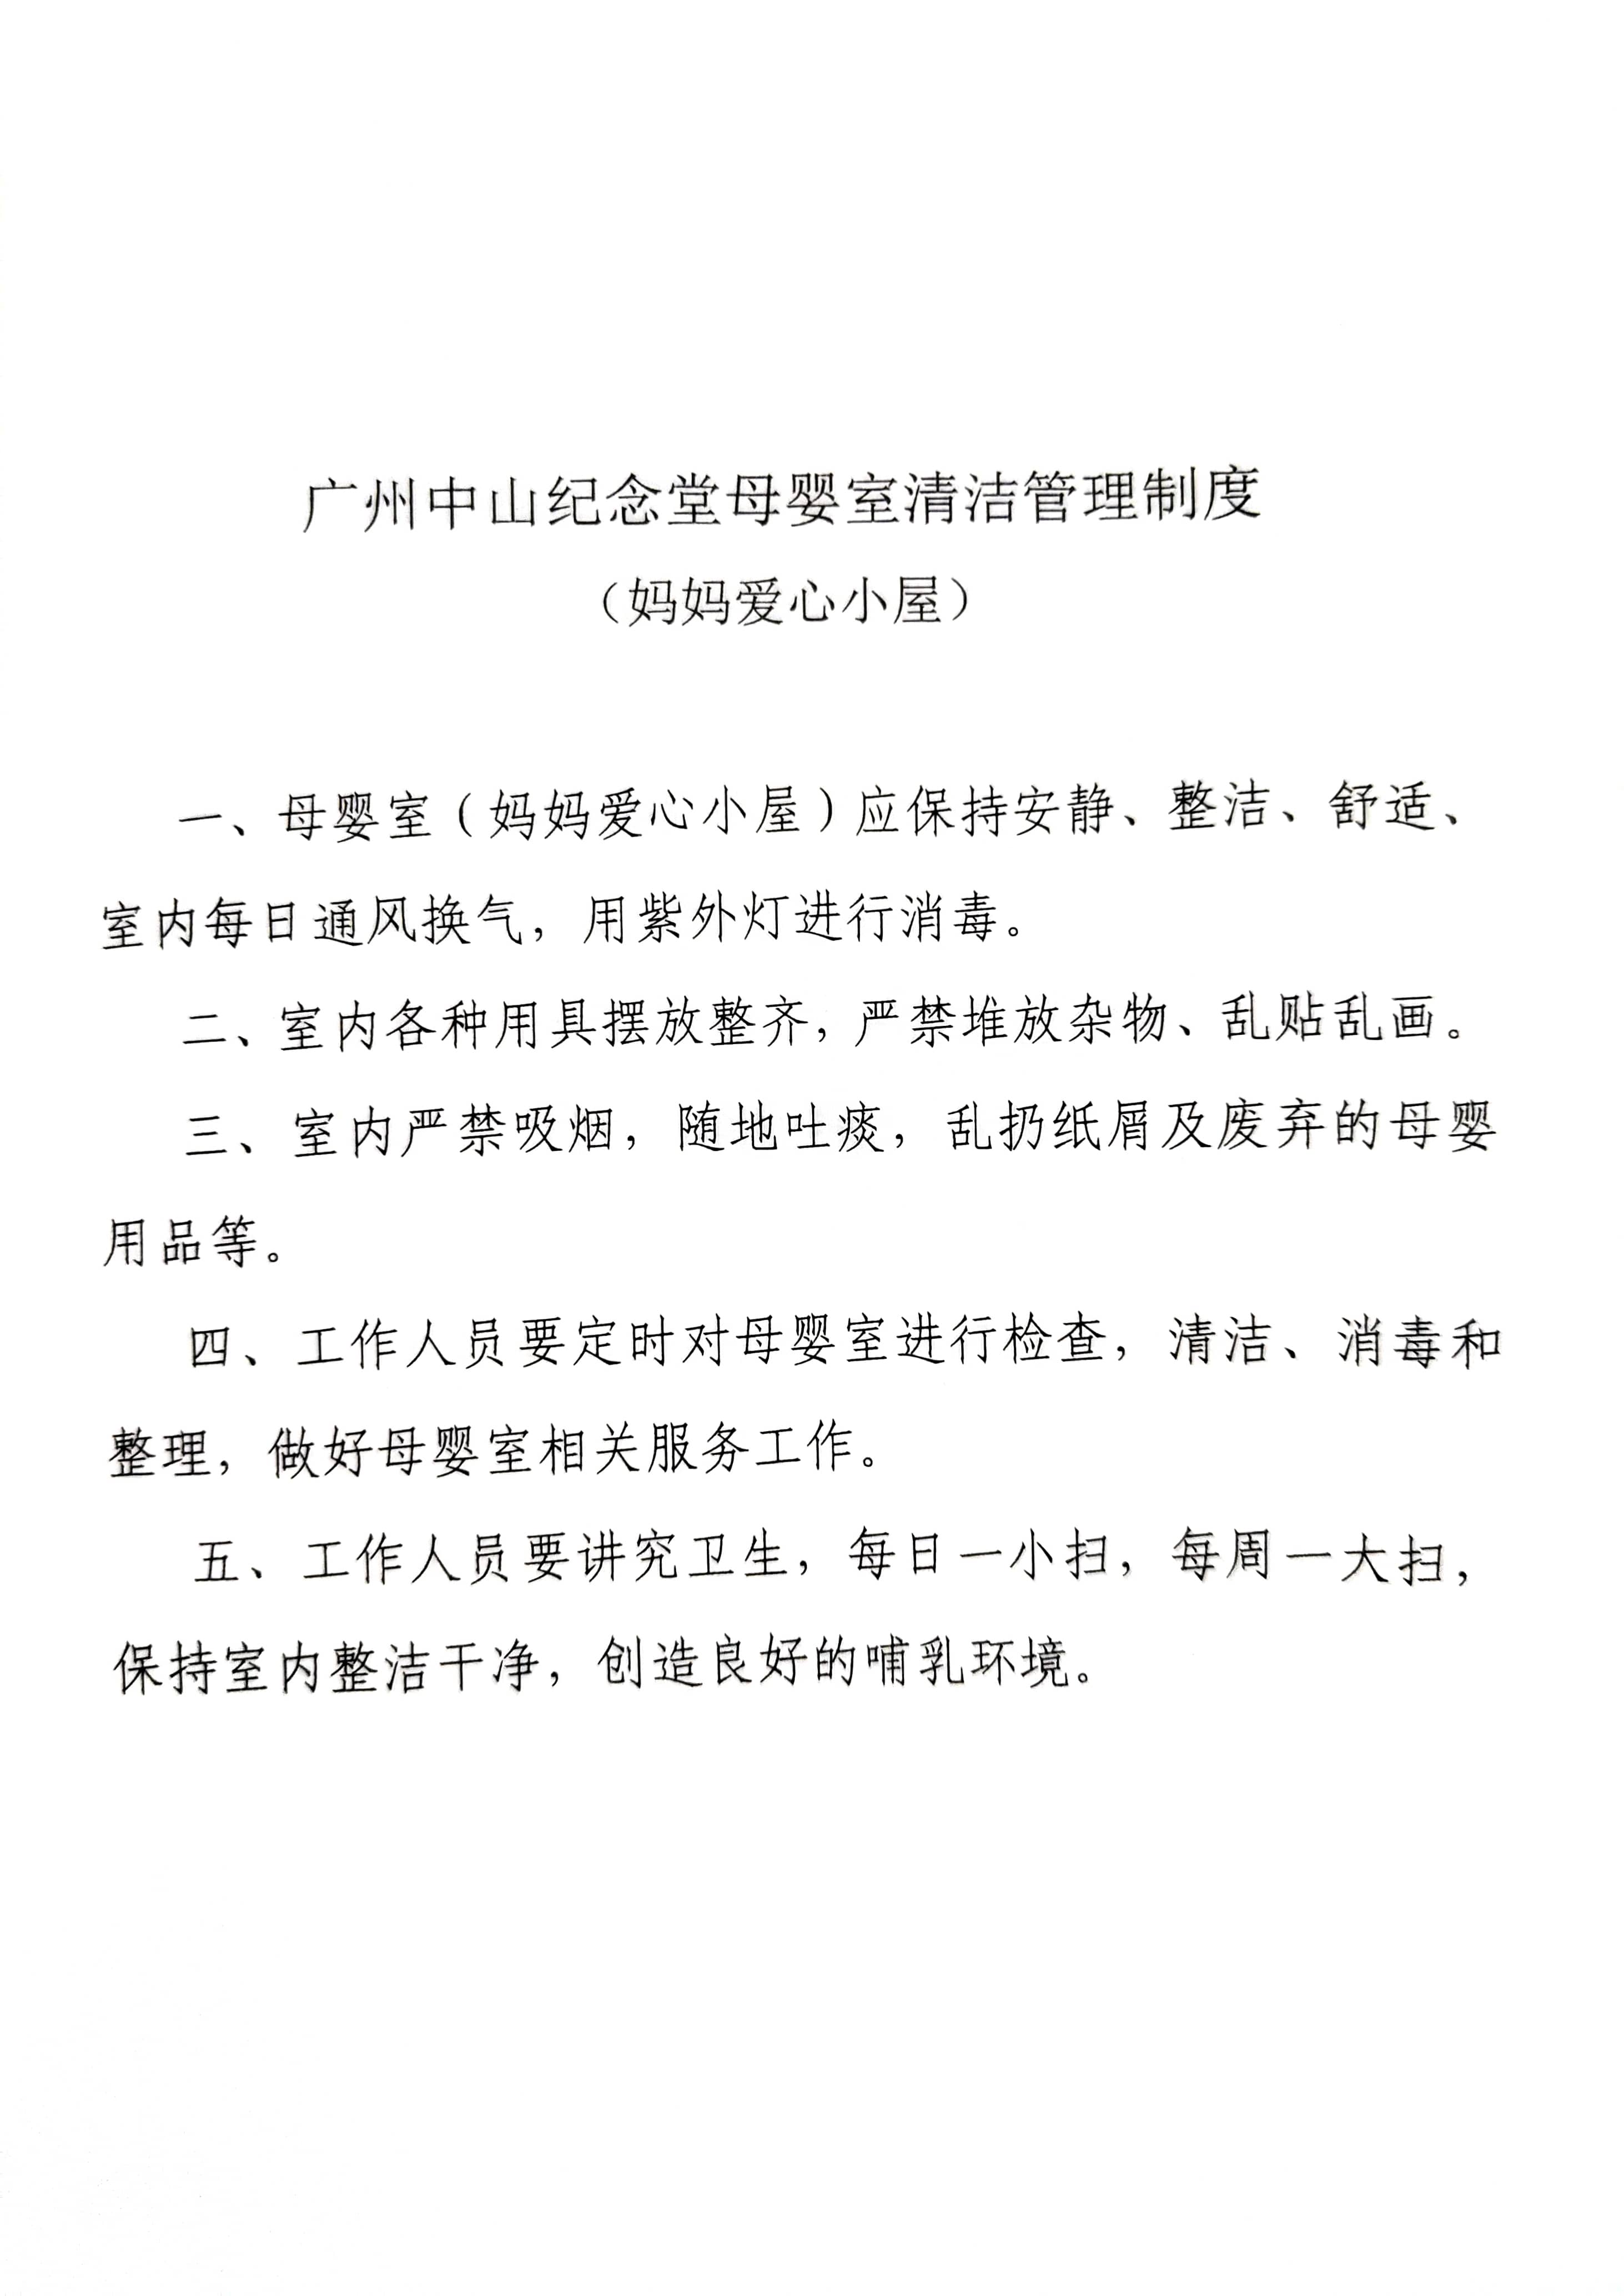 广州中山纪念堂母婴室清洁管理制度
（妈妈爱心小屋）
一、母婴室（妈妈爱心小屋）应保持安静、整洁、舒适、
室内每日通风换气，用紫外灯进行消毒。
二、室内各种用具摆放整齐，严禁堆放杂物、乱贴乱画。
三、室内严禁吸烟，随地吐痰，乱扔纸屑及废弃的母婴
用品等。
四、工作人员要定时对母婴室进行检查，清洁、消毒和
整理，做好母婴室相关服务工作。
五、工作人员要讲究卫生，每日一小扫，每周一大扫，
保持室内整洁干净，创造良好的哺乳环境。